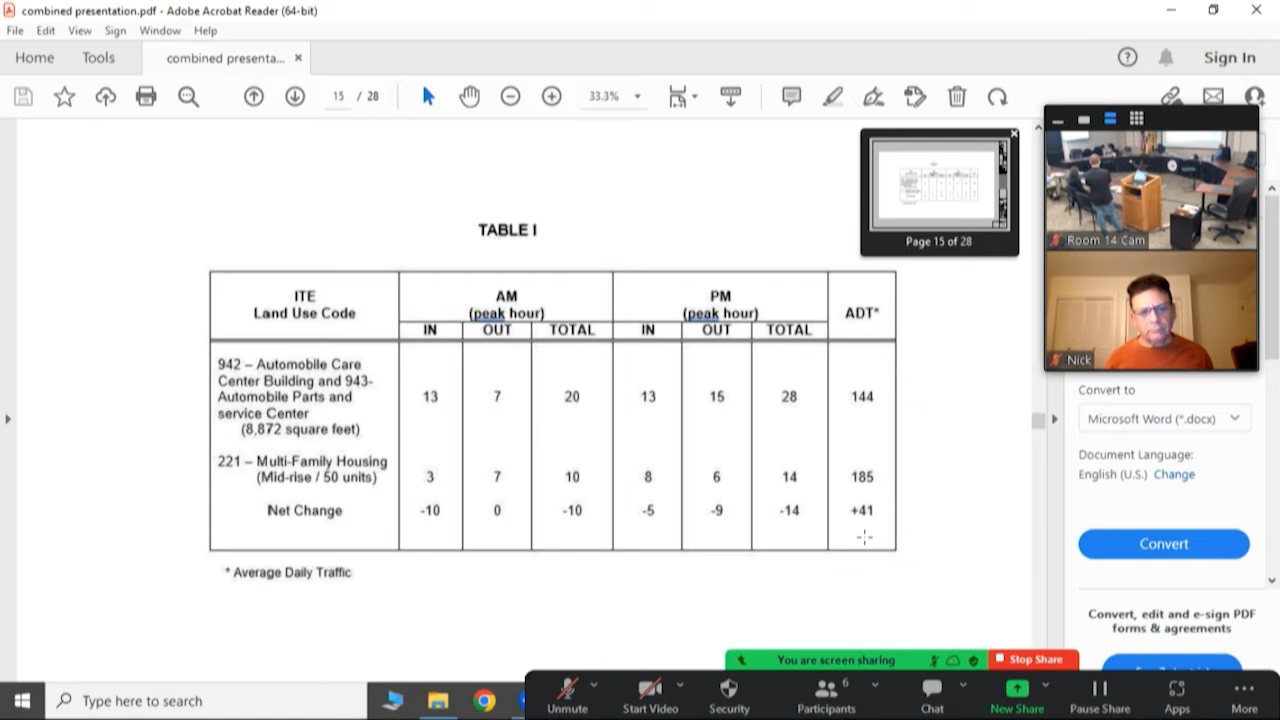 combined presentation.pdf - Adobe Acrobat Reader (64-bit)
File Edit View Sign Window Help
Home Tools combined presenta... × Sign In
15 / 28 33.3%
Page 15 of 28
Room 14 Cam
Nick
TABLE I
ITE
Land Use Code
AM
(peak hour)
PM
(peak hour)
ADT*
IN OUT TOTAL IN OUT TOTAL
942 – Automobile Care
Center Building and 943-
Automobile Parts and
service Center
(8,872 square feet)
13 7 20 13 15 28 144
221 – Multi-Family Housing
(Mid-rise / 50 units)
3 7 10 8 6 14 185
Net Change -10 0 -10 -5 -9 -14 +41
* Average Daily Traffic
Convert to
Microsoft Word (*.docx)
Document Language:
English (U.S.) Change
Convert
Convert, edit and e-sign PDF
forms & agreements
You are screen sharing Stop Share
Type here to search
Unmute Start Video Security Participants 6 Chat New Share Pause Share Apps More